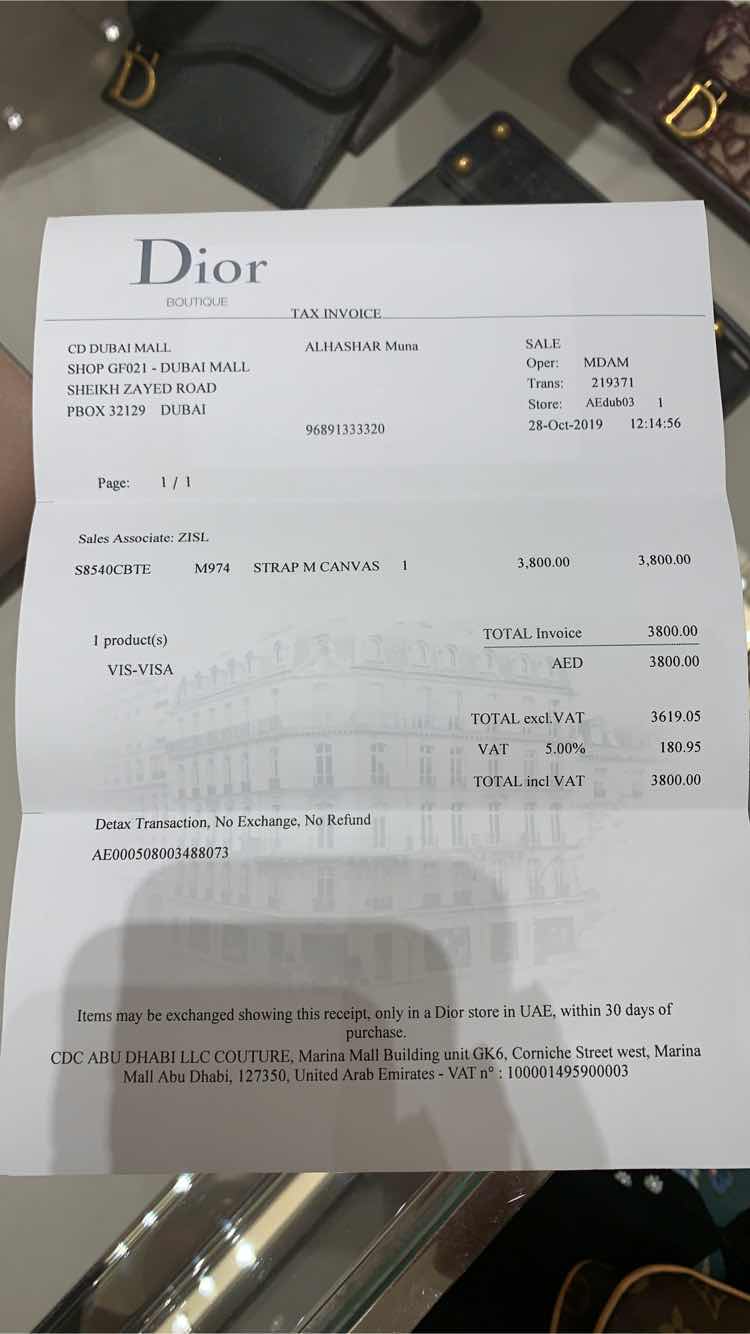 Dior
BOUTIQUE
TAX INVOICE
CD DUBAI MALL
SHOP GF021 - DUBAI MALL
SHEIKH ZAYED ROAD
PBOX 32129 DUBAI
ALHASHAR Muna
96891333320
SALE
Oper: MDAM
Trans: 219371
Store: AEdub03 1
28-Oct-2019 12:14:56
Page: 1 / 1
Sales Associate: ZISL
S8540CBTE M974 STRAP M CANVAS 1 3,800.00 3,800.00
1 product(s)
VIS-VISA
TOTAL Invoice 3800.00
AED 3800.00
TOTAL excl.VAT 3619.05
VAT 5.00% 180.95
TOTAL incl VAT 3800.00
Detax Transaction, No Exchange, No Refund
AE000508003488073
Items may be exchanged showing this receipt, only in a Dior store in UAE, within 30 days of
purchase.
CDC ABU DHABI LLC COUTURE, Marina Mall Building unit GK6, Corniche Street west, Marina
Mall Abu Dhabi, 127350, United Arab Emirates - VAT n° : 100001495900003